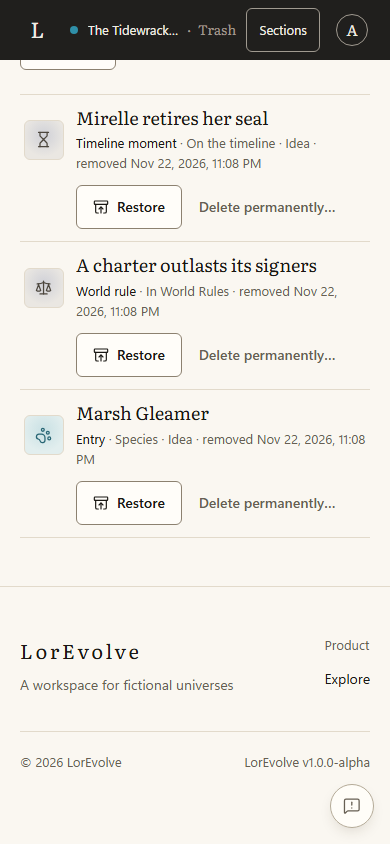 L The Tidewrack... · Trash Sections A
Mirelle retires her seal
Timeline moment · On the timeline · Idea ·
removed Nov 22, 2026, 11:08 PM
Restore Delete permanently...
A charter outlasts its signers
World rule · In World Rules · removed Nov 22,
2026, 11:08 PM
Restore Delete permanently...
Marsh Gleamer
Entry · Species · Idea · removed Nov 22, 2026, 11:08
PM
Restore Delete permanently...
LorEvolve Product
A workspace for fictional universes Explore
© 2026 LorEvolve LorEvolve v1.0.0-alpha